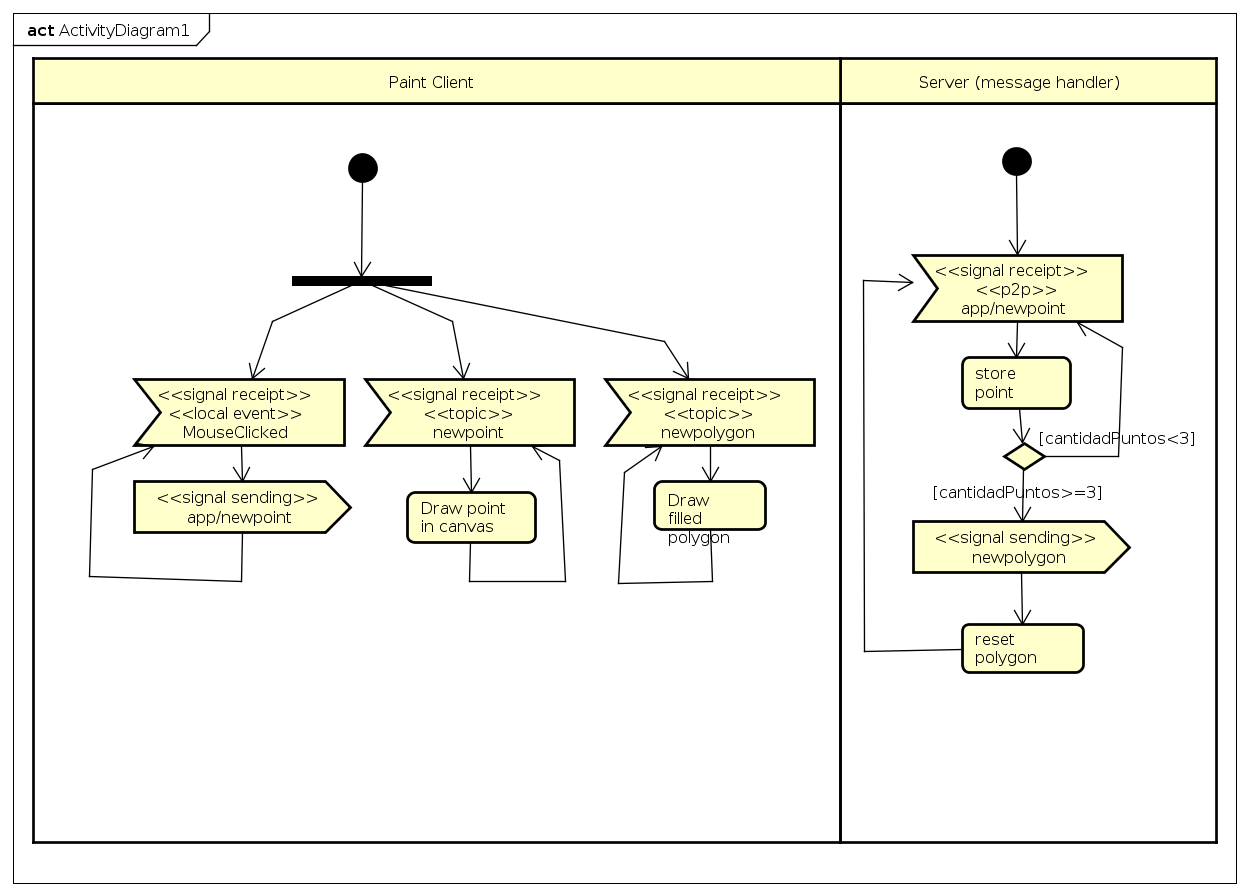 act ActivityDiagram1
Paint Client
Server (message handler)
<<signal receipt>>
<<local event>>
MouseClicked
<<signal sending>>
app/newpoint
<<signal receipt>>
<<topic>>
newpoint
Draw point
in canvas
<<signal receipt>>
<<topic>>
newpolygon
Draw
filled
polygon
<<signal receipt>>
<<p2p>>
app/newpoint
store
point
[cantidadPuntos<3]
[cantidadPuntos>=3]
<<signal sending>>
newpolygon
reset
polygon